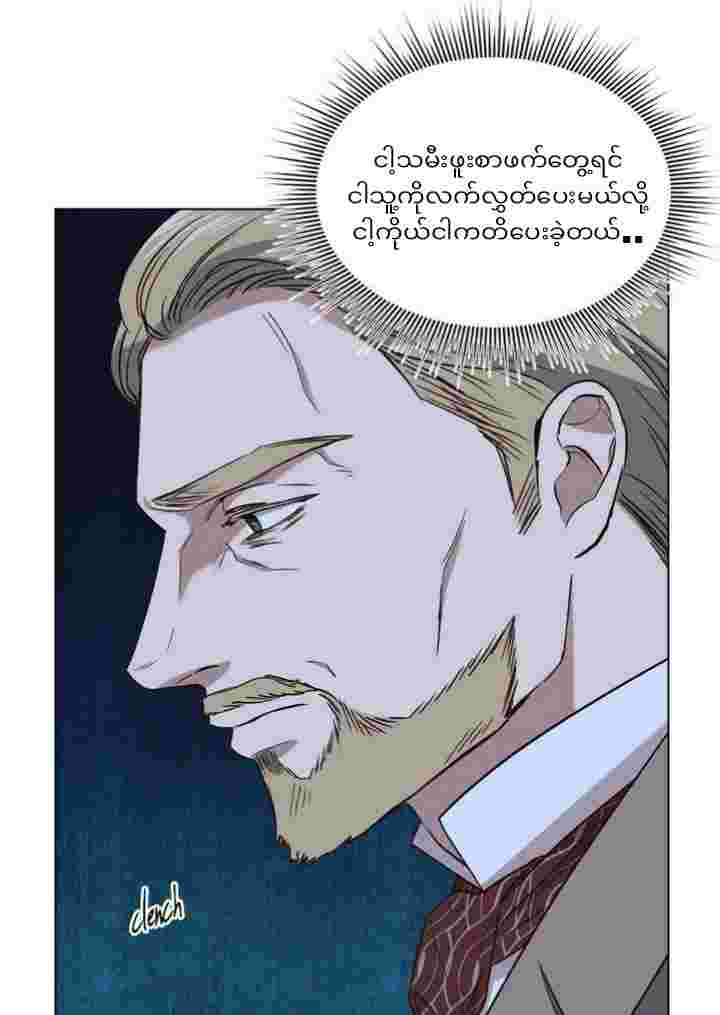 ငါ့သမီးဖူးစာဖက်တွေ့ရင်
ငါသူ့ကိုလက်လွှတ်ပေးမယ်လို့
ငါ့ကိုယ်ငါကတိပေးခဲ့တယ်..
clench